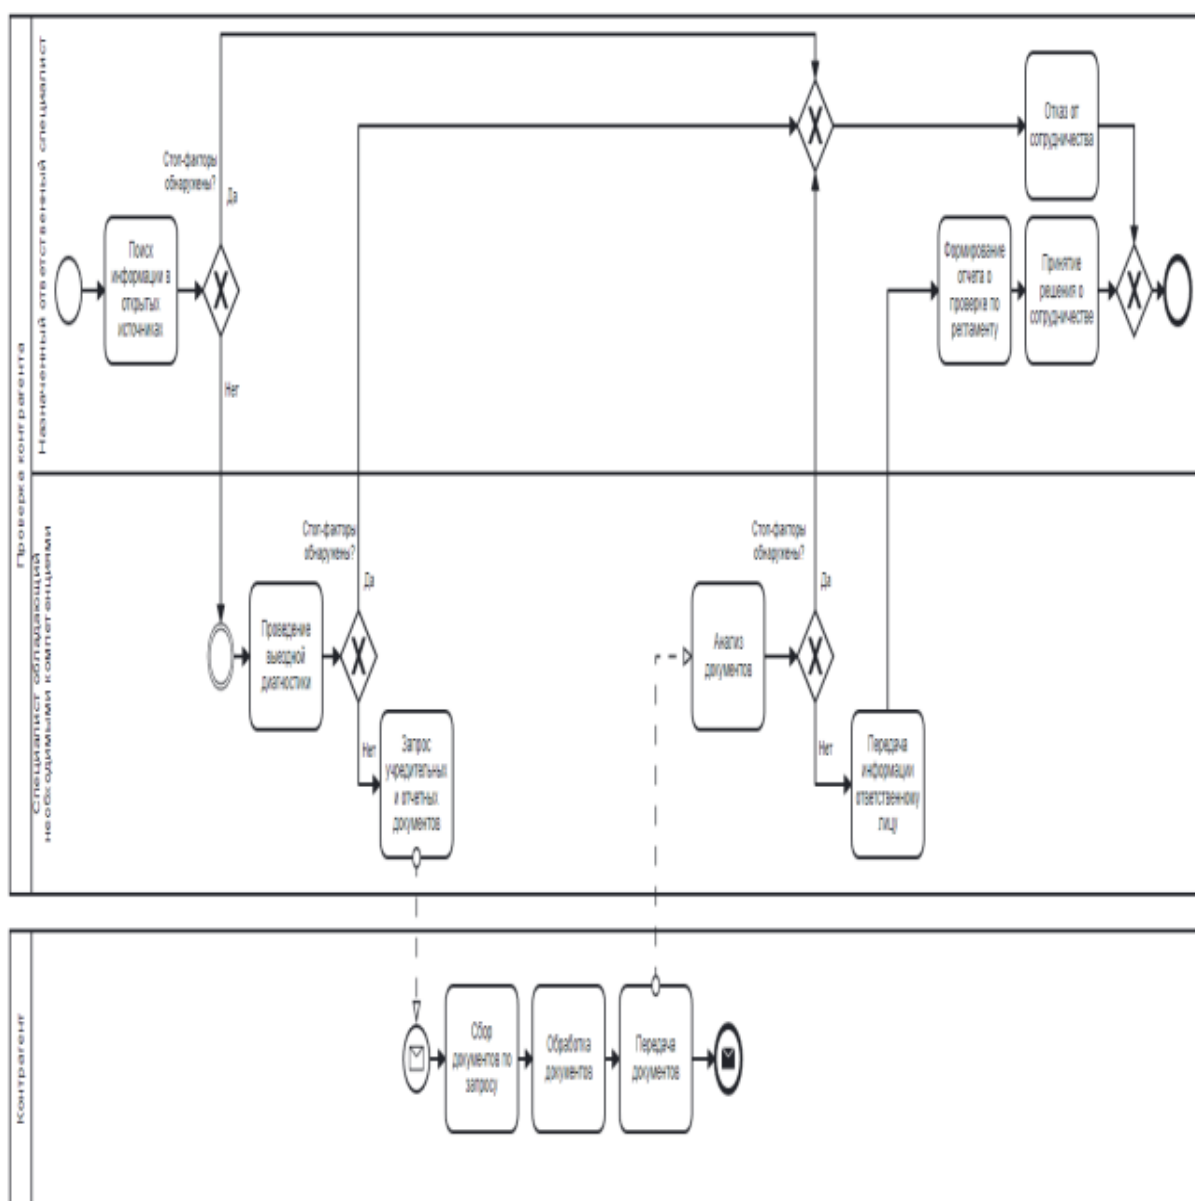 Проверка контрагента
Назначенный ответственный специалист
Поиск
информации в
открытых
источниках
Стоп-факторы
обнаружены?
Да
Нет
Отказ от
сотрудничества
Формирование
отчета о
проверке по
регламенту
Принятие
решения о
сотрудничестве
Специалист обладающий
необходимыми компетенциями
Проведение
выездной
диагностики
Стоп-факторы
обнаружены?
Да
Нет
Запрос
учредительных
и отчетных
документов
Анализ
документов
Стоп-факторы
обнаружены?
Да
Нет
Передача
информации
ответственному
лицу
Контрагент
Сбор
документов по
запросу
Обработка
документов
Передача
документов